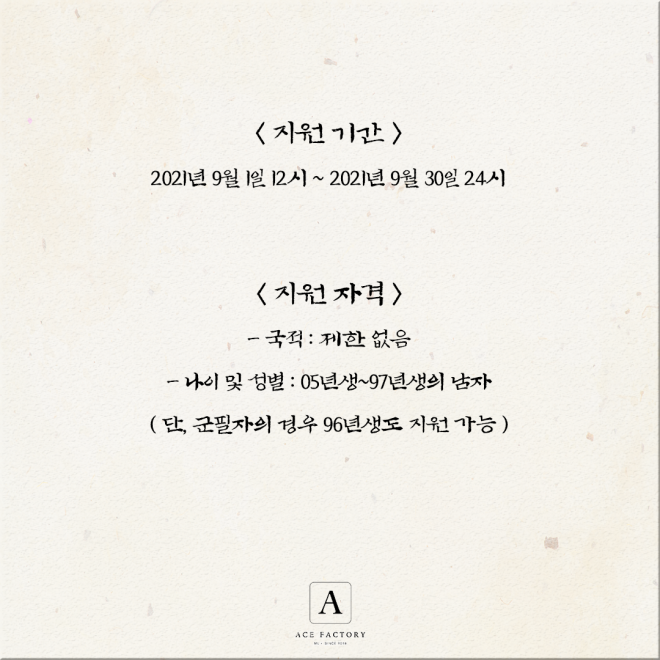 < 지원 기간 >
2021년 9월 1일 12시 ~ 2021년 9월 30일 24시
< 지원 자격 >
- 국적 : 제한 없음
- 나이 및 성별 : 05년생~97년생의 남자
( 단, 군필자의 경우 96년생도 지원 가능 )
A
ACE FACTORY